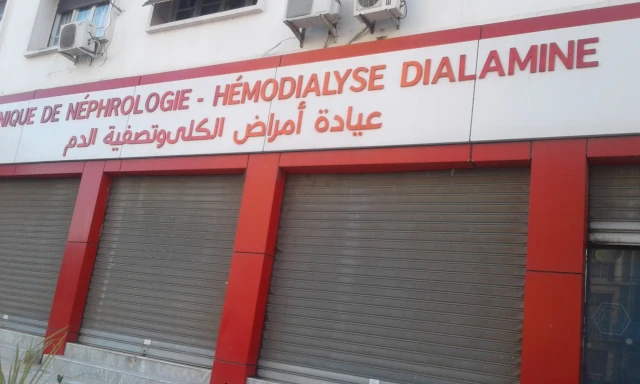 NIQUE DE NÉPHROLOGIE - HÉMODIALYSE DIALAMINE
عيادة أمراض الكلى وتصفية الدم